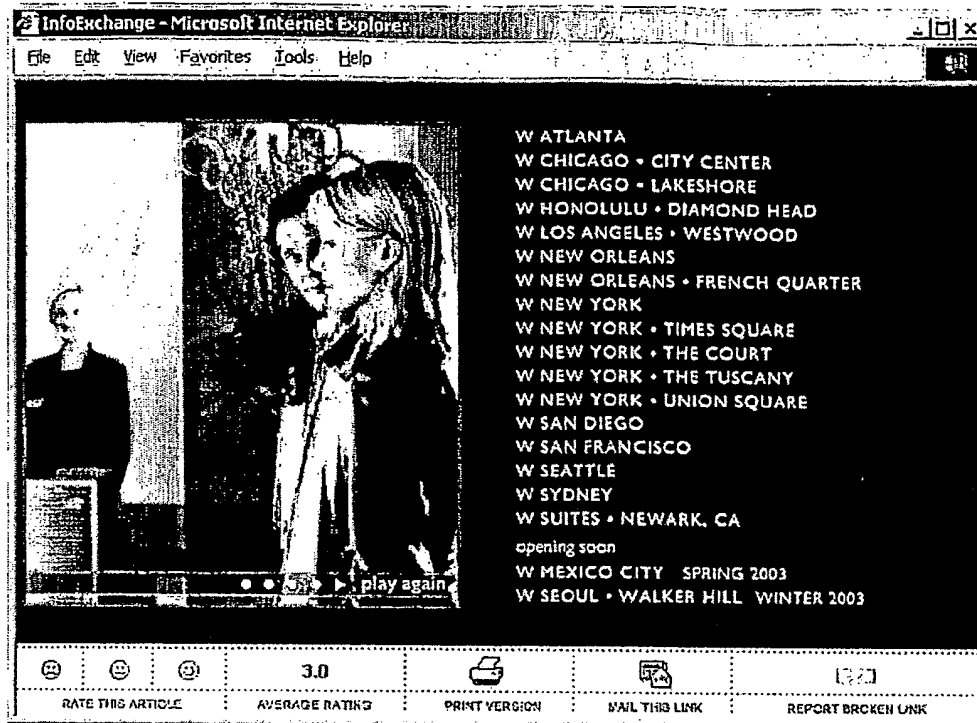 InfoExchange - Microsoft Internet Explorer
File Edit View Favorites Tools Help
W ATLANTA
W CHICAGO • CITY CENTER
W CHICAGO • LAKESHORE
W HONOLULU • DIAMOND HEAD
W LOS ANGELES • WESTWOOD
W NEW ORLEANS
W NEW ORLEANS • FRENCH QUARTER
W NEW YORK
W NEW YORK • TIMES SQUARE
W NEW YORK • THE COURT
W NEW YORK • THE TUSCANY
W NEW YORK • UNION SQUARE
W SAN DIEGO
W SAN FRANCISCO
W SEATTLE
W SYDNEY
W SUITES • NEWARK, CA
opening soon
W MEXICO CITY SPRING 2003
W SEOUL • WALKER HILL WINTER 2003
play again
3.0
RATE THIS ARTICLE AVERAGE RATING PRINT VERSION MAIL THIS LINK REPORT BROKEN LINK